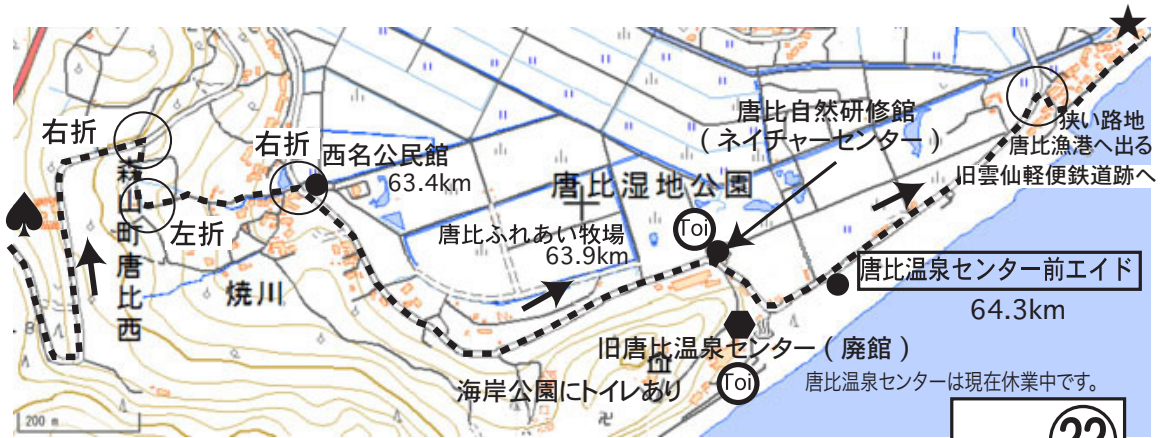 右折
右折
西名公民館
63.4km
左折
森山町唐比西
焼川
唐比ふれあい牧場
63.9km
唐比湿地公園
唐比自然研修館
( ネイチャーセンター )
Toi
狭い路地
唐比漁港へ出る
旧雲仙軽便鉄道跡へ
唐比温泉センター前エイド
64.3km
旧唐比温泉センター ( 廃館 )
海岸公園にトイレあり
Toi
唐比温泉センターは現在休業中です。
200 m
22